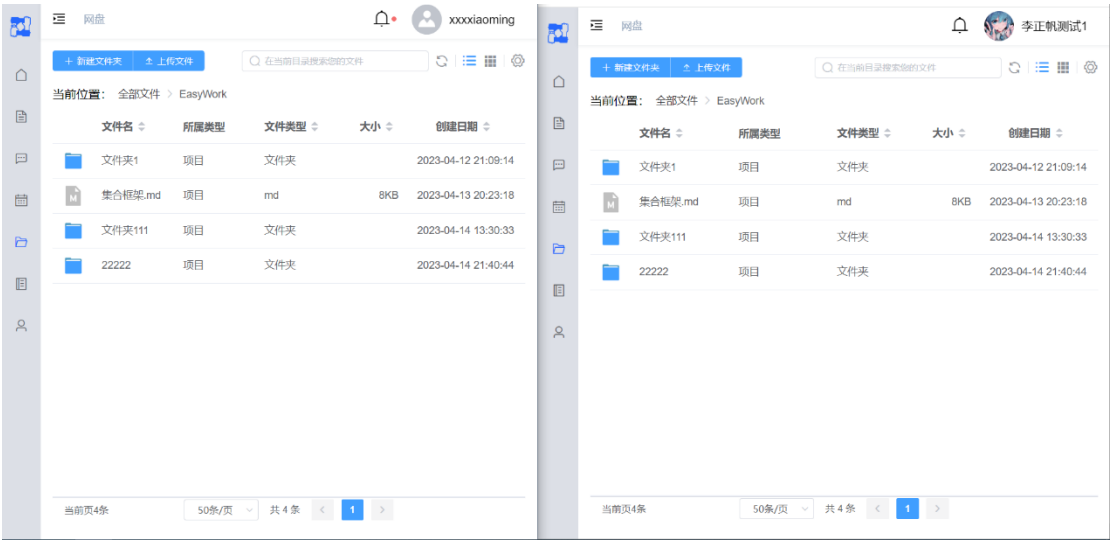 网盘
xxxxiaoming
+ 新建文件夹
上传文件
在当前目录搜索您的文件
当前位置： 全部文件 > EasyWork
文件名 所属类型 文件类型 大小 创建日期
文件夹1 项目 文件夹 2023-04-12 21:09:14
集合框架.md 项目 md 8KB 2023-04-13 20:23:18
文件夹111 项目 文件夹 2023-04-14 13:30:33
22222 项目 文件夹 2023-04-14 21:40:44
当前页4条 50条/页 共 4 条 < 1 >
网盘
李正帆测试1
+ 新建文件夹
上传文件
在当前目录搜索您的文件
当前位置： 全部文件 > EasyWork
文件名 所属类型 文件类型 大小 创建日期
文件夹1 项目 文件夹 2023-04-12 21:09:14
集合框架.md 项目 md 8KB 2023-04-13 20:23:18
文件夹111 项目 文件夹 2023-04-14 13:30:33
22222 项目 文件夹 2023-04-14 21:40:44
当前页4条 50条/页 共 4 条 < 1 >